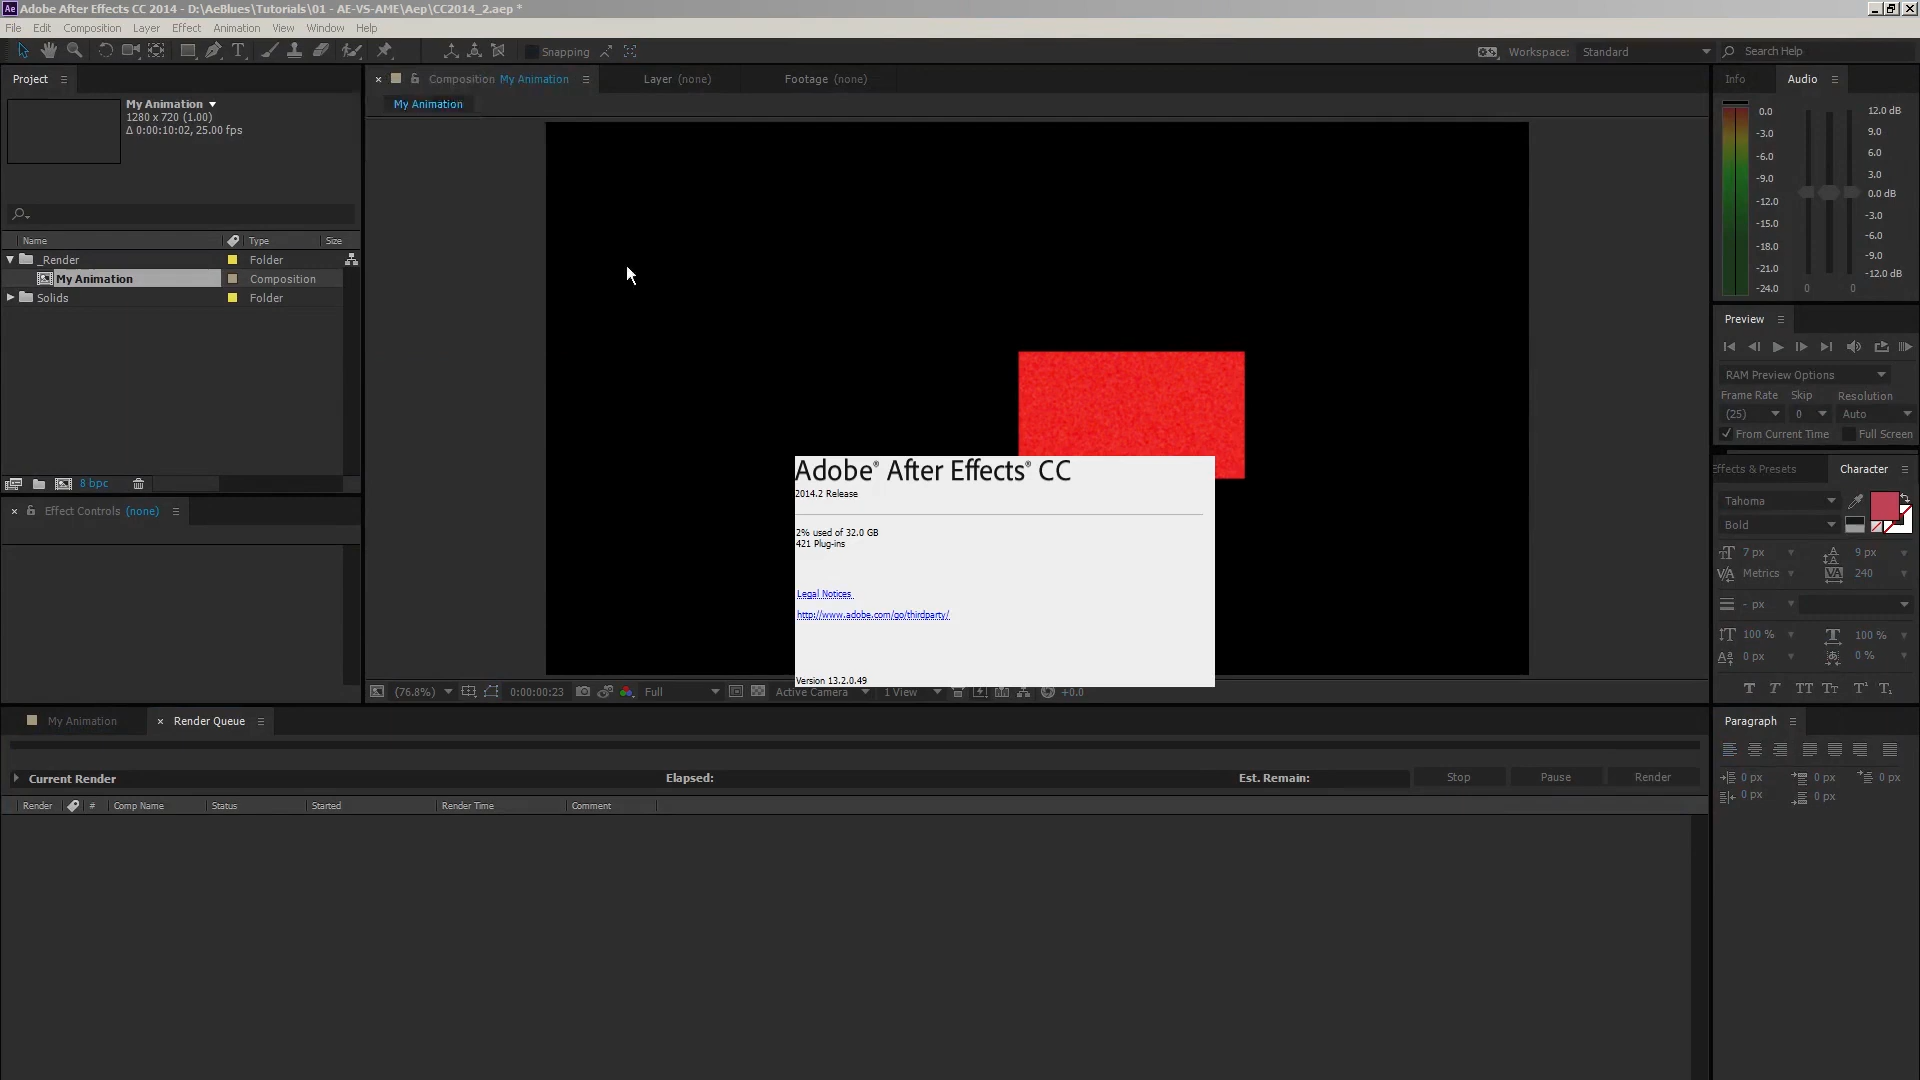 Adobe After Effects CC 2014 - D:\AeBlues\Tutorials\01 - AE-VS-AME\Aep\CC2014_2.aep *
File Edit Composition Layer Effect Animation View Window Help
Snapping
Workspace: Standard
Search Help
Project
My Animation
1280 x 720 (1.00)
Δ 0:00:10:02, 25.00 fps
Name Type Size
_Render Folder
My Animation Composition
Solids Folder
8 bpc
Effect Controls (none)
Composition My Animation
Layer (none)
Footage (none)
My Animation
Adobe® After Effects® CC
2014.2 Release
2% used of 32.0 GB
421 Plug-ins
Legal Notices
http://www.adobe.com/go/thirdparty/
Version 13.2.0.49
(76.8%) 0:00:00:23 Full Active Camera 1 View +0.0
Info Audio
0.0 12.0 dB
-3.0 9.0
-6.0 6.0
-9.0 3.0
-12.0 0.0 dB
-15.0 -3.0
-18.0 -6.0
-21.0 -9.0
-24.0 0 0 -12.0 dB
Preview
RAM Preview Options
Frame Rate Skip Resolution
(25) 0 Auto
From Current Time Full Screen
Effects & Presets Character
Tahoma
Bold
7 px 9 px
Metrics 240
- px
100 % 100 %
0 px 0 %
Paragraph
0 px 0 px 0 px
0 px 0 px
My Animation Render Queue
Current Render Elapsed: Est. Remain: Stop Pause Render
Render # Comp Name Status Started Render Time Comment